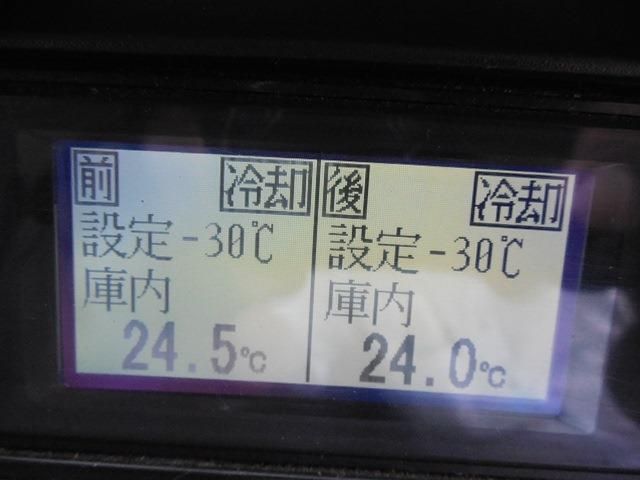 前 冷却
設定 -30℃
庫内
24.5℃
後 冷却
設定 -30℃
庫内
24.0℃